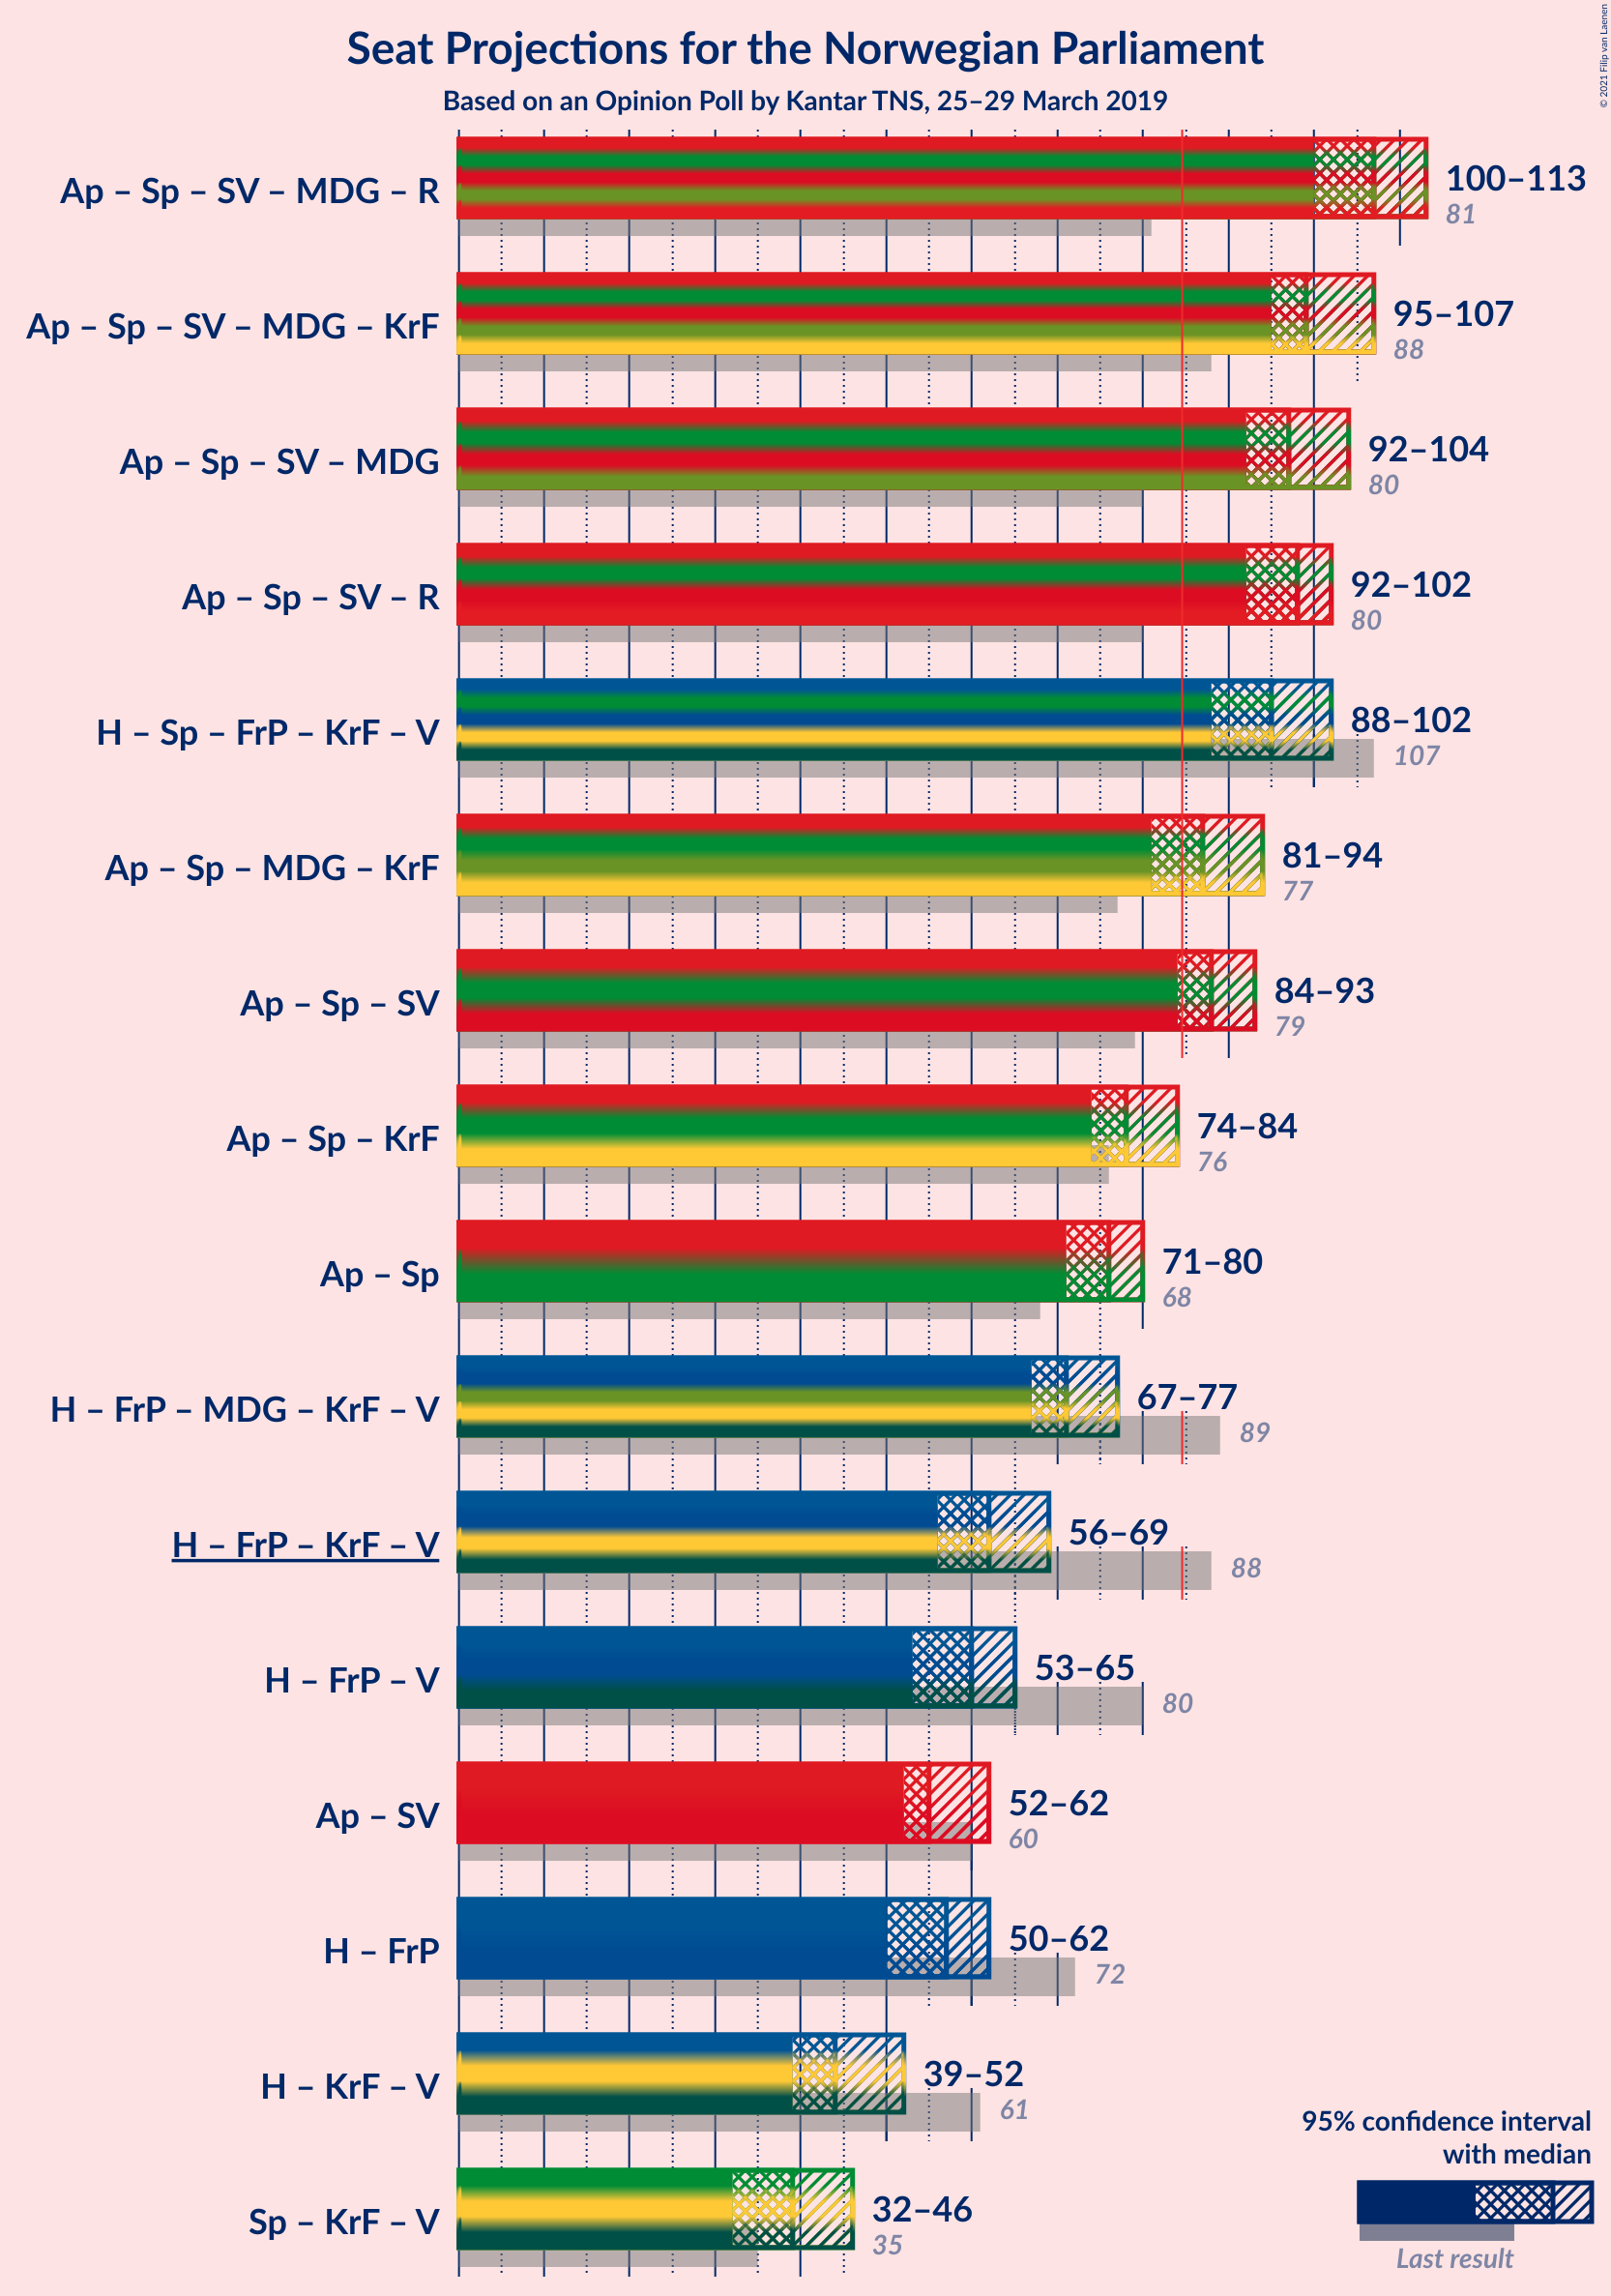 © 2021 Filip van Laenen
Seat Projections for the Norwegian Parliament
Based on an Opinion Poll by Kantar TNS, 25–29 March 2019
Ap – Sp – SV – MDG – R
100–113
81
Ap – Sp – SV – MDG – KrF
95–107
88
Ap – Sp – SV – MDG
92–104
80
Ap – Sp – SV – R
92–102
80
H – Sp – FrP – KrF – V
88–102
107
Ap – Sp – MDG – KrF
81–94
77
Ap – Sp – SV
84–93
79
Ap – Sp – KrF
74–84
76
Ap – Sp
71–80
68
H – FrP – MDG – KrF – V
67–77
89
H – FrP – KrF – V
56–69
88
H – FrP – V
53–65
80
Ap – SV
52–62
60
H – FrP
50–62
72
H – KrF – V
39–52
61
Sp – KrF – V
32–46
35
95% confidence interval
with median
Last result